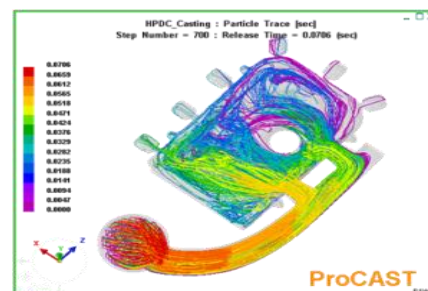 HPDC_Casting : Particle Trace [sec]
Step Number = 700 : Release Time = 0.0706 (sec)
0.0706
0.0659
0.0612
0.0565
0.0518
0.0471
0.0424
0.0376
0.0329
0.0282
0.0235
0.0188
0.0141
0.0094
0.0047
0.0000
X
Y
Z
ProCAST